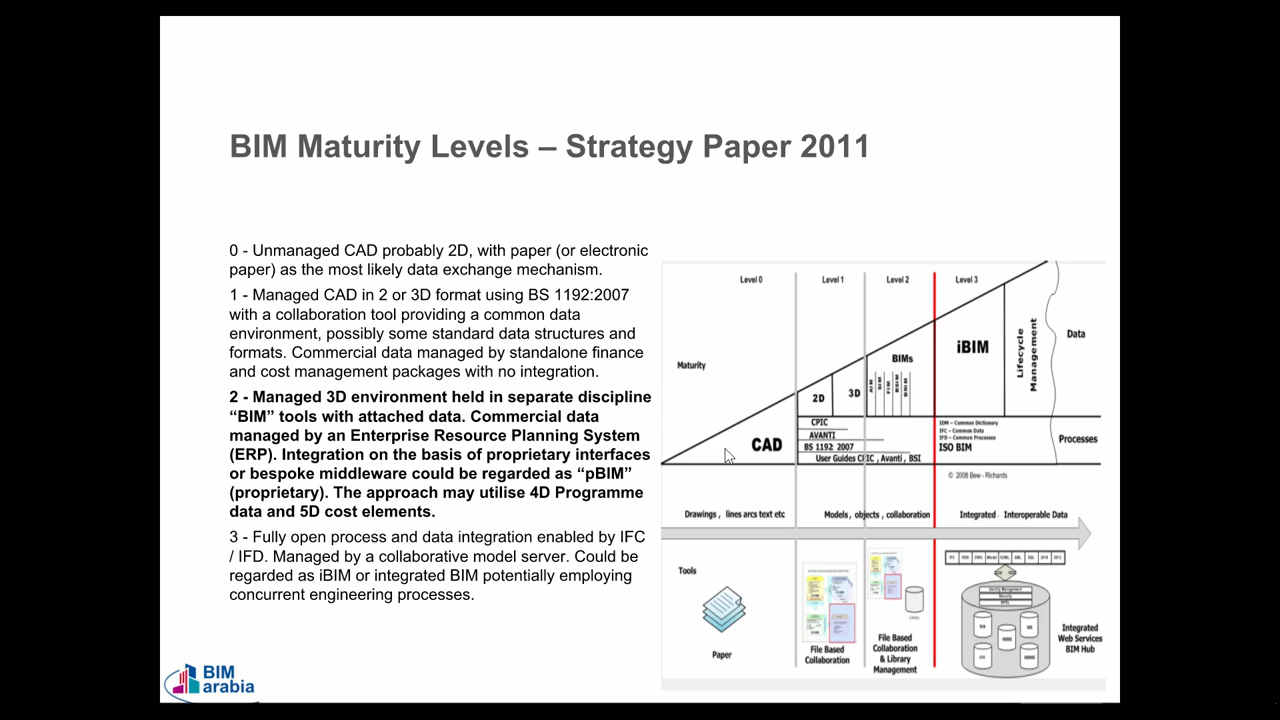 BIM Maturity Levels – Strategy Paper 2011
0 - Unmanaged CAD probably 2D, with paper (or electronic
paper) as the most likely data exchange mechanism.
1 - Managed CAD in 2 or 3D format using BS 1192:2007
with a collaboration tool providing a common data
environment, possibly some standard data structures and
formats. Commercial data managed by standalone finance
and cost management packages with no integration.
2 - Managed 3D environment held in separate discipline
“BIM” tools with attached data. Commercial data
managed by an Enterprise Resource Planning System
(ERP). Integration on the basis of proprietary interfaces
or bespoke middleware could be regarded as “pBIM”
(proprietary). The approach may utilise 4D Programme
data and 5D cost elements.
3 - Fully open process and data integration enabled by IFC
/ IFD. Managed by a collaborative model server. Could be
regarded as iBIM or integrated BIM potentially employing
concurrent engineering processes.
Level 0 Level 1 Level 2 Level 3
Maturity
CAD
2D
3D
BIMs
iBIM
Lifecycle
Management
Data
CPIC
AVANTI
BS 1192 2007
User Guides CPIC , Avanti , BSI
IDM – Common Dictionary
IFC – Common Data
IFD – Common Processes
ISO BIM
Processes
© 2008 Bew - Richards
Drawings , lines arcs text etc
Models , objects , collaboration
Integrated Interoperable Data
Tools
Paper
File Based
Collaboration
File Based
Collaboration
& Library
Management
Integrated
Web Services
BIM Hub
BIM
arabia